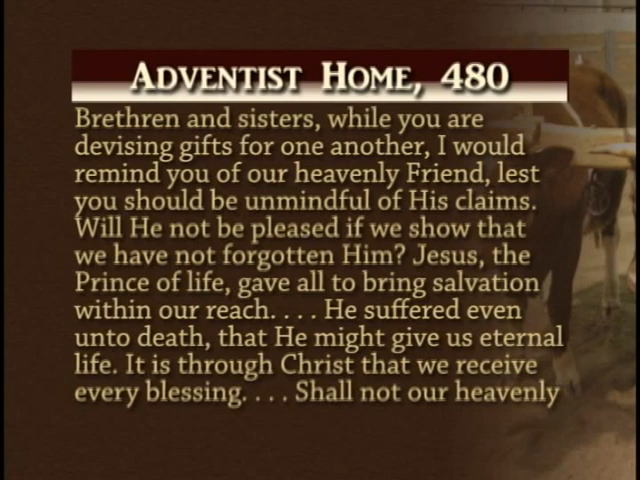 ADVENTIST HOME, 480
Brethren and sisters, while you are
devising gifts for one another, I would
remind you of our heavenly Friend, lest
you should be unmindful of His claims.
Will He not be pleased if we show that
we have not forgotten Him? Jesus, the
Prince of life, gave all to bring salvation
within our reach. . . . He suffered even
unto death, that He might give us eternal
life. It is through Christ that we receive
every blessing. . . . Shall not our heavenly